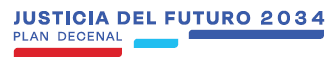 JUSTICIA DEL FUTURO 2034
PLAN DECENAL